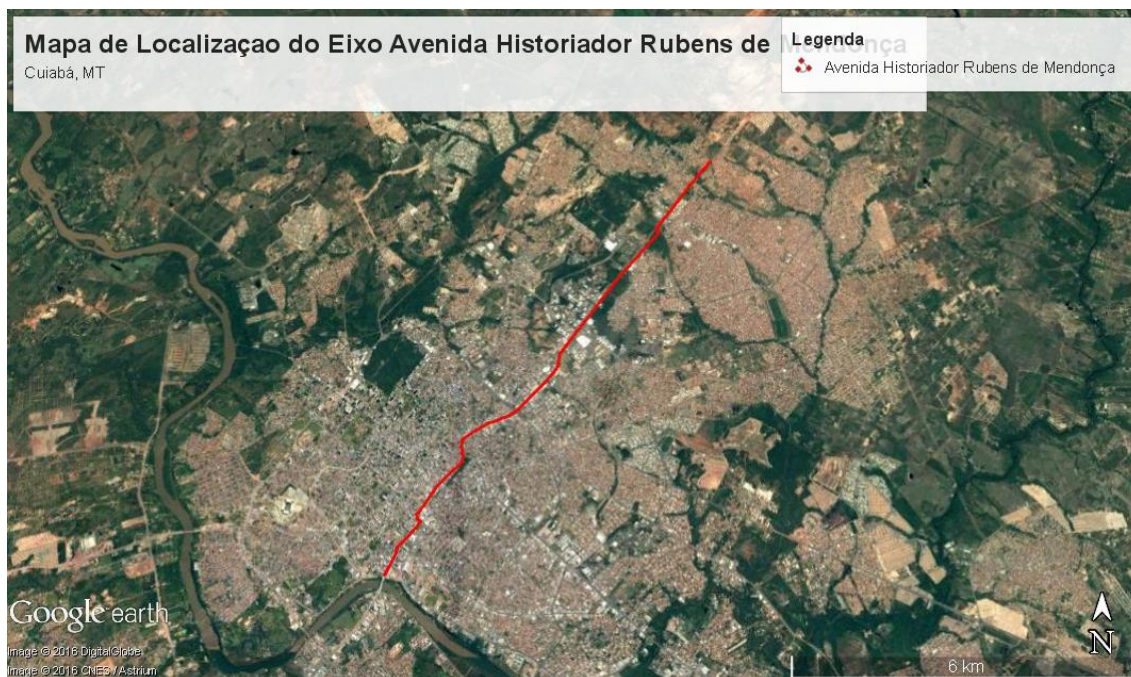 Mapa de Localizaçao do Eixo Avenida Historiador Rubens de Mendonça
Cuiabá, MT
Legenda
Avenida Historiador Rubens de Mendonça
Google earth
Image © 2016 DigitalGlobe
Image © 2016 CNES / Astrium
N
6 km